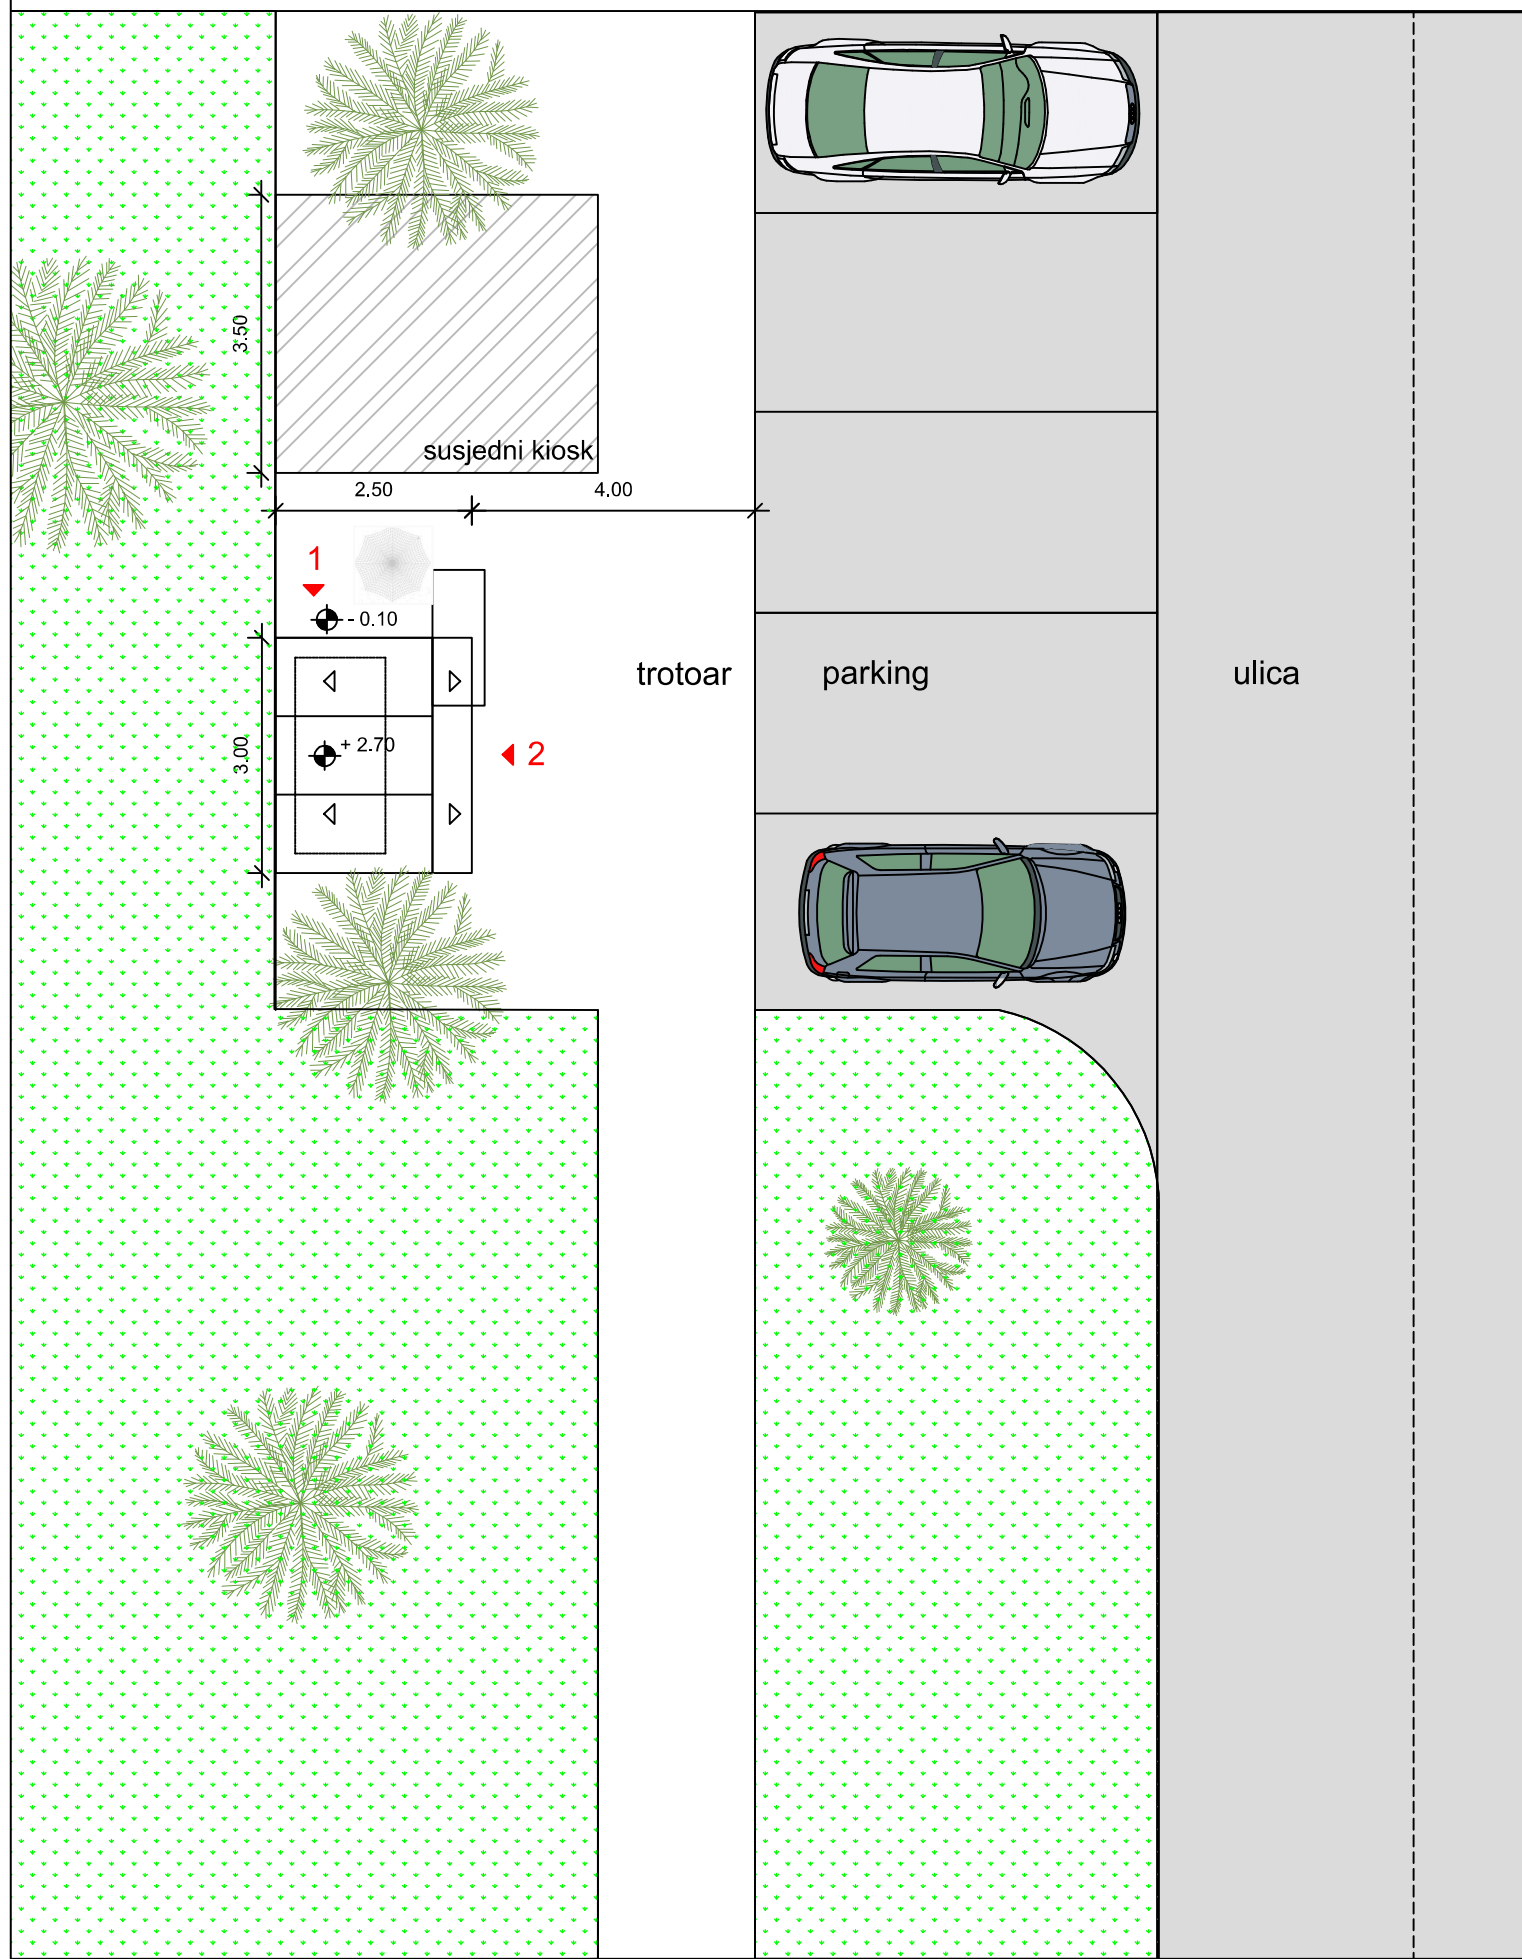 3.50
susjedni kiosk
2.50
4.00
1
- 0.10
trotoar
parking
ulica
+ 2.70
3.00
2